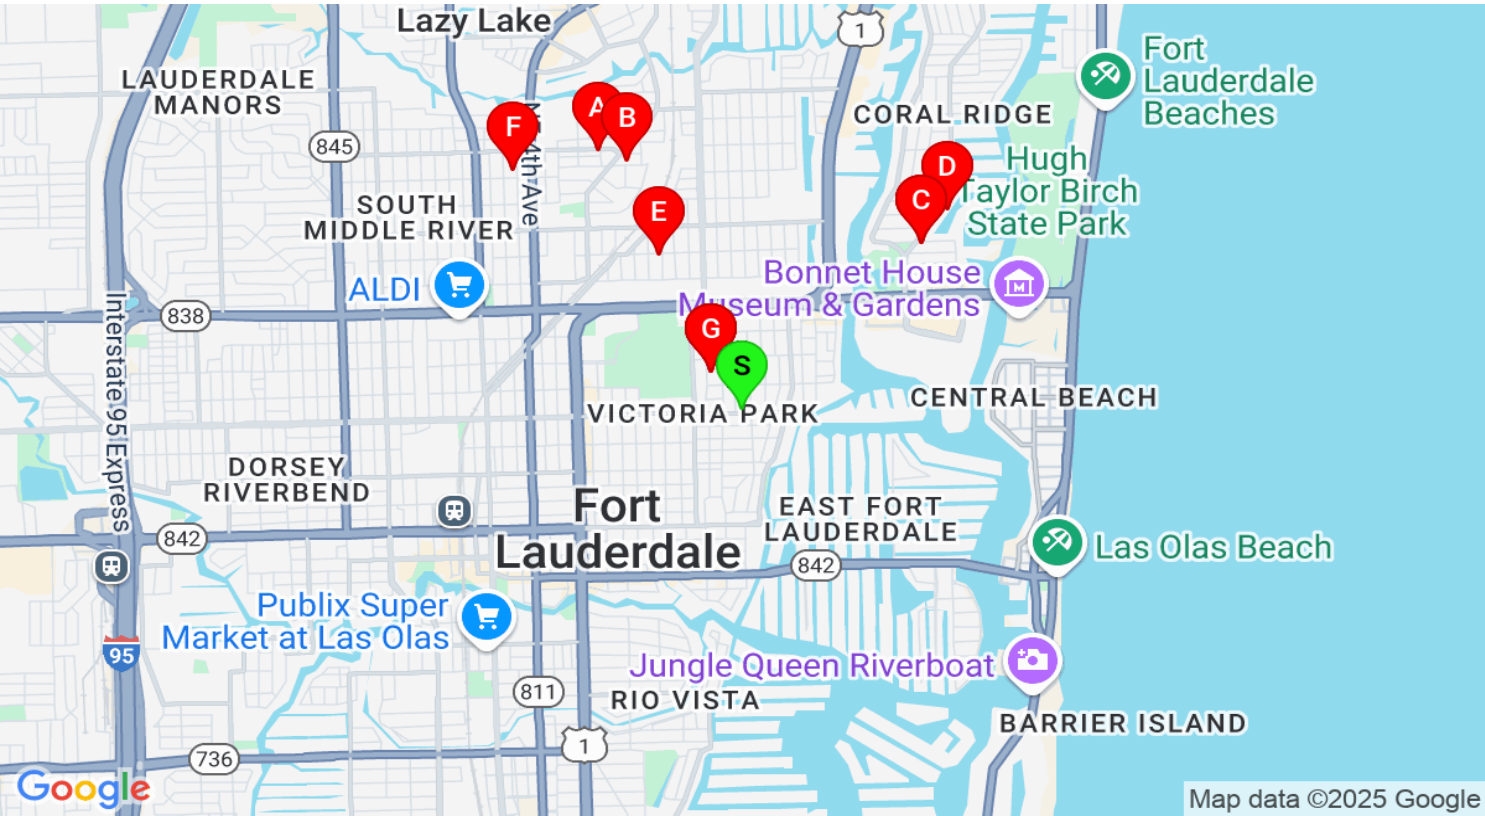 Lazy Lake
1
Fort
Lauderdale
Beaches
LAUDERDALE
MANORS
A
B
F
NE 4th Ave
CORAL RIDGE
845
D
Hugh
Taylor Birch
State Park
C
SOUTH
MIDDLE RIVER
E
Bonnet House
Museum & Gardens
ALDI
838
Interstate 95 Express
G
S
VICTORIA PARK
CENTRAL BEACH
DORSEY
RIVERBEND
Fort
Lauderdale
EAST FORT
LAUDERDALE
842
Las Olas Beach
842
Publix Super
Market at Las Olas
95
Jungle Queen Riverboat
811
RIO VISTA
BARRIER ISLAND
1
736
Google
Map data ©2025 Google